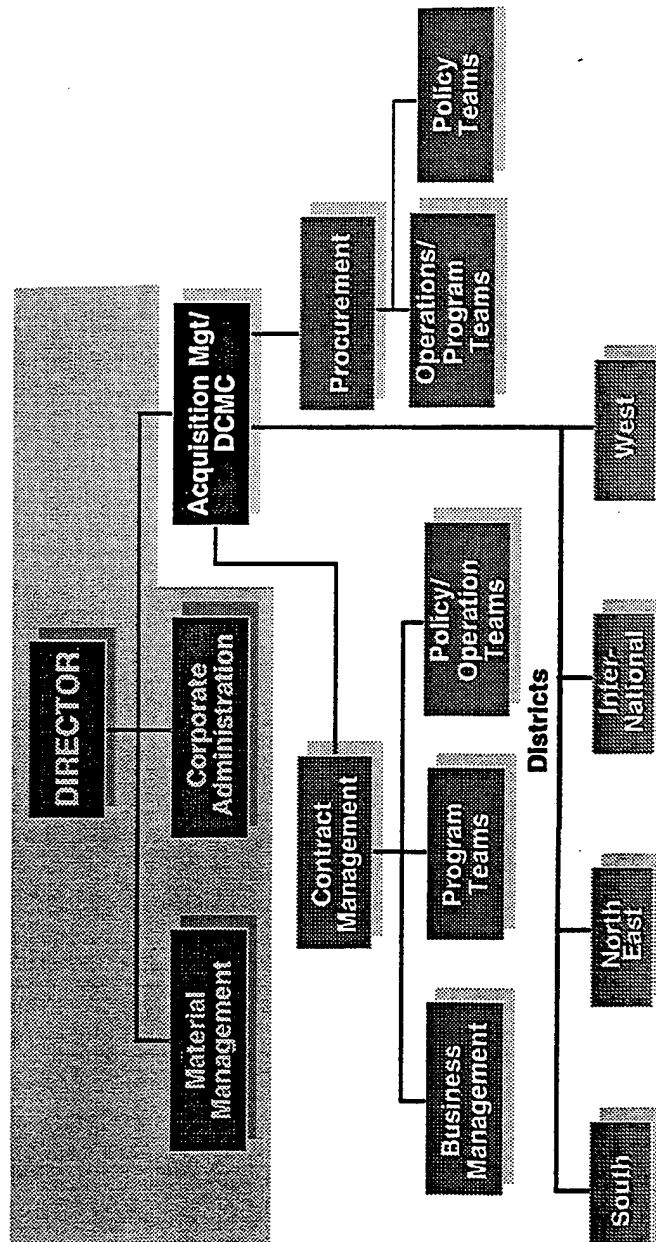 DIRECTOR
Material
Management
Corporate
Administration
Acquisition Mgt/
DCMC
Contract
Management
Procurement
Business
Management
Program
Teams
Policy/
Operation
Teams
Operations/
Program
Teams
Policy
Teams
Districts
South
North
East
Inter-
National
West